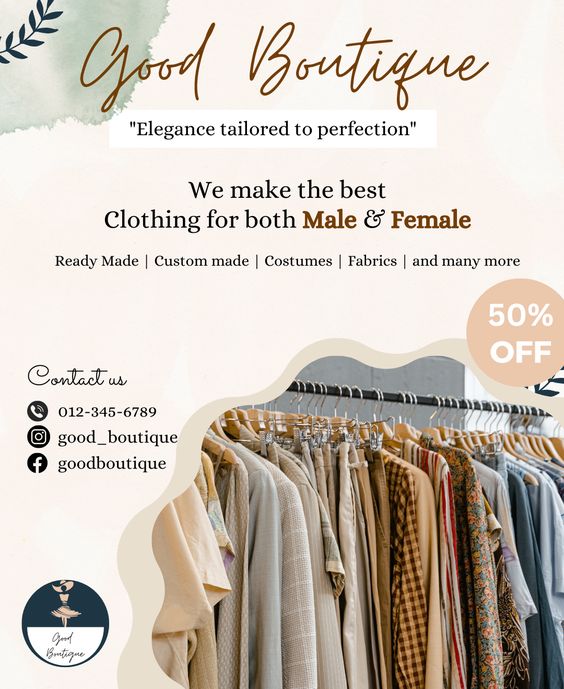 Good Boutique
"Elegance tailored to perfection"
We make the best
Clothing for both Male & Female
Ready Made | Custom made | Costumes | Fabrics | and many more
50%
OFF
Contact us
012-345-6789
good_boutique
goodboutique
Good
Boutique